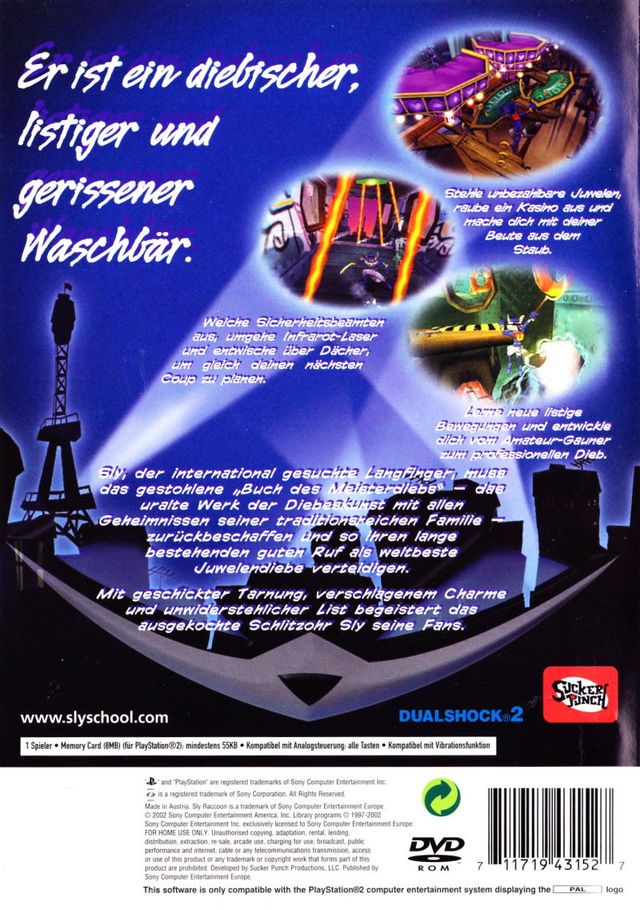 Er ist ein diebischer,
listiger und
gerissener
Waschbär.
Stehle unbezahlbare Juwelen,
raube ein Kasino aus und
mache dich mit deiner
Beute aus dem
Staub.
Weiche Sicherheitsbeamten
aus, umgehe Infrarot-Laser
und entwische über Dächer,
um gleich deinen nächsten
Coup zu planen.
Lerne neue listige
Bewegungen und entwickle
dich vom Amateur-Gauner
zum professionellen Dieb.
Sly, der international gesuchte Langfinger, muss
das gestohlene „Buch des Meisterdiebs“ – das
uralte Werk der Diebeskunst mit allen
Geheimnissen seiner traditionsreichen Familie –
zurückbeschaffen und so ihren lange
bestehenden guten Ruf als weltbeste
Juwelendiebe verteidigen.
Mit geschickter Tarnung, verschlagenem Charme
und unwiderstehlicher List begeistert das
ausgekochte Schlitzohr Sly seine Fans.
SUCKER PUNCH
www.slyschool.com
DUALSHOCK®2
1 Spieler • Memory Card (8MB) (für PlayStation®2): mindestens 55KB • Kompatibel mit Analogsteuerung: alle Tasten • Kompatibel mit Vibrationsfunktion
" and "PlayStation" are registered trademarks of Sony Computer Entertainment Inc.
is a registered trademark of Sony Corporation. All Rights Reserved.
Made in Austria. Sly Raccoon is a trademark of Sony Computer Entertainment Europe.
© 2002 Sony Computer Entertainment America, Inc. Library programs © 1997-2002
Sony Computer Entertainment Inc. exclusively licensed to Sony Computer Entertainment Europe.
FOR HOME USE ONLY. Unauthorised copying, adaptation, rental, lending,
distribution, extraction, re-sale, arcade use, charging for use, broadcast, public
performance and internet, cable or any telecommunications transmission, access
or use of this product or any trademark or copyright work that forms part of this
product are prohibited. Developed by Sucker Punch Productions, LLC. Published by
Sony Computer Entertainment Europe.
DVD
ROM
7 11719 43152 7
This software is only compatible with the PlayStation®2 computer entertainment system displaying the PAL logo